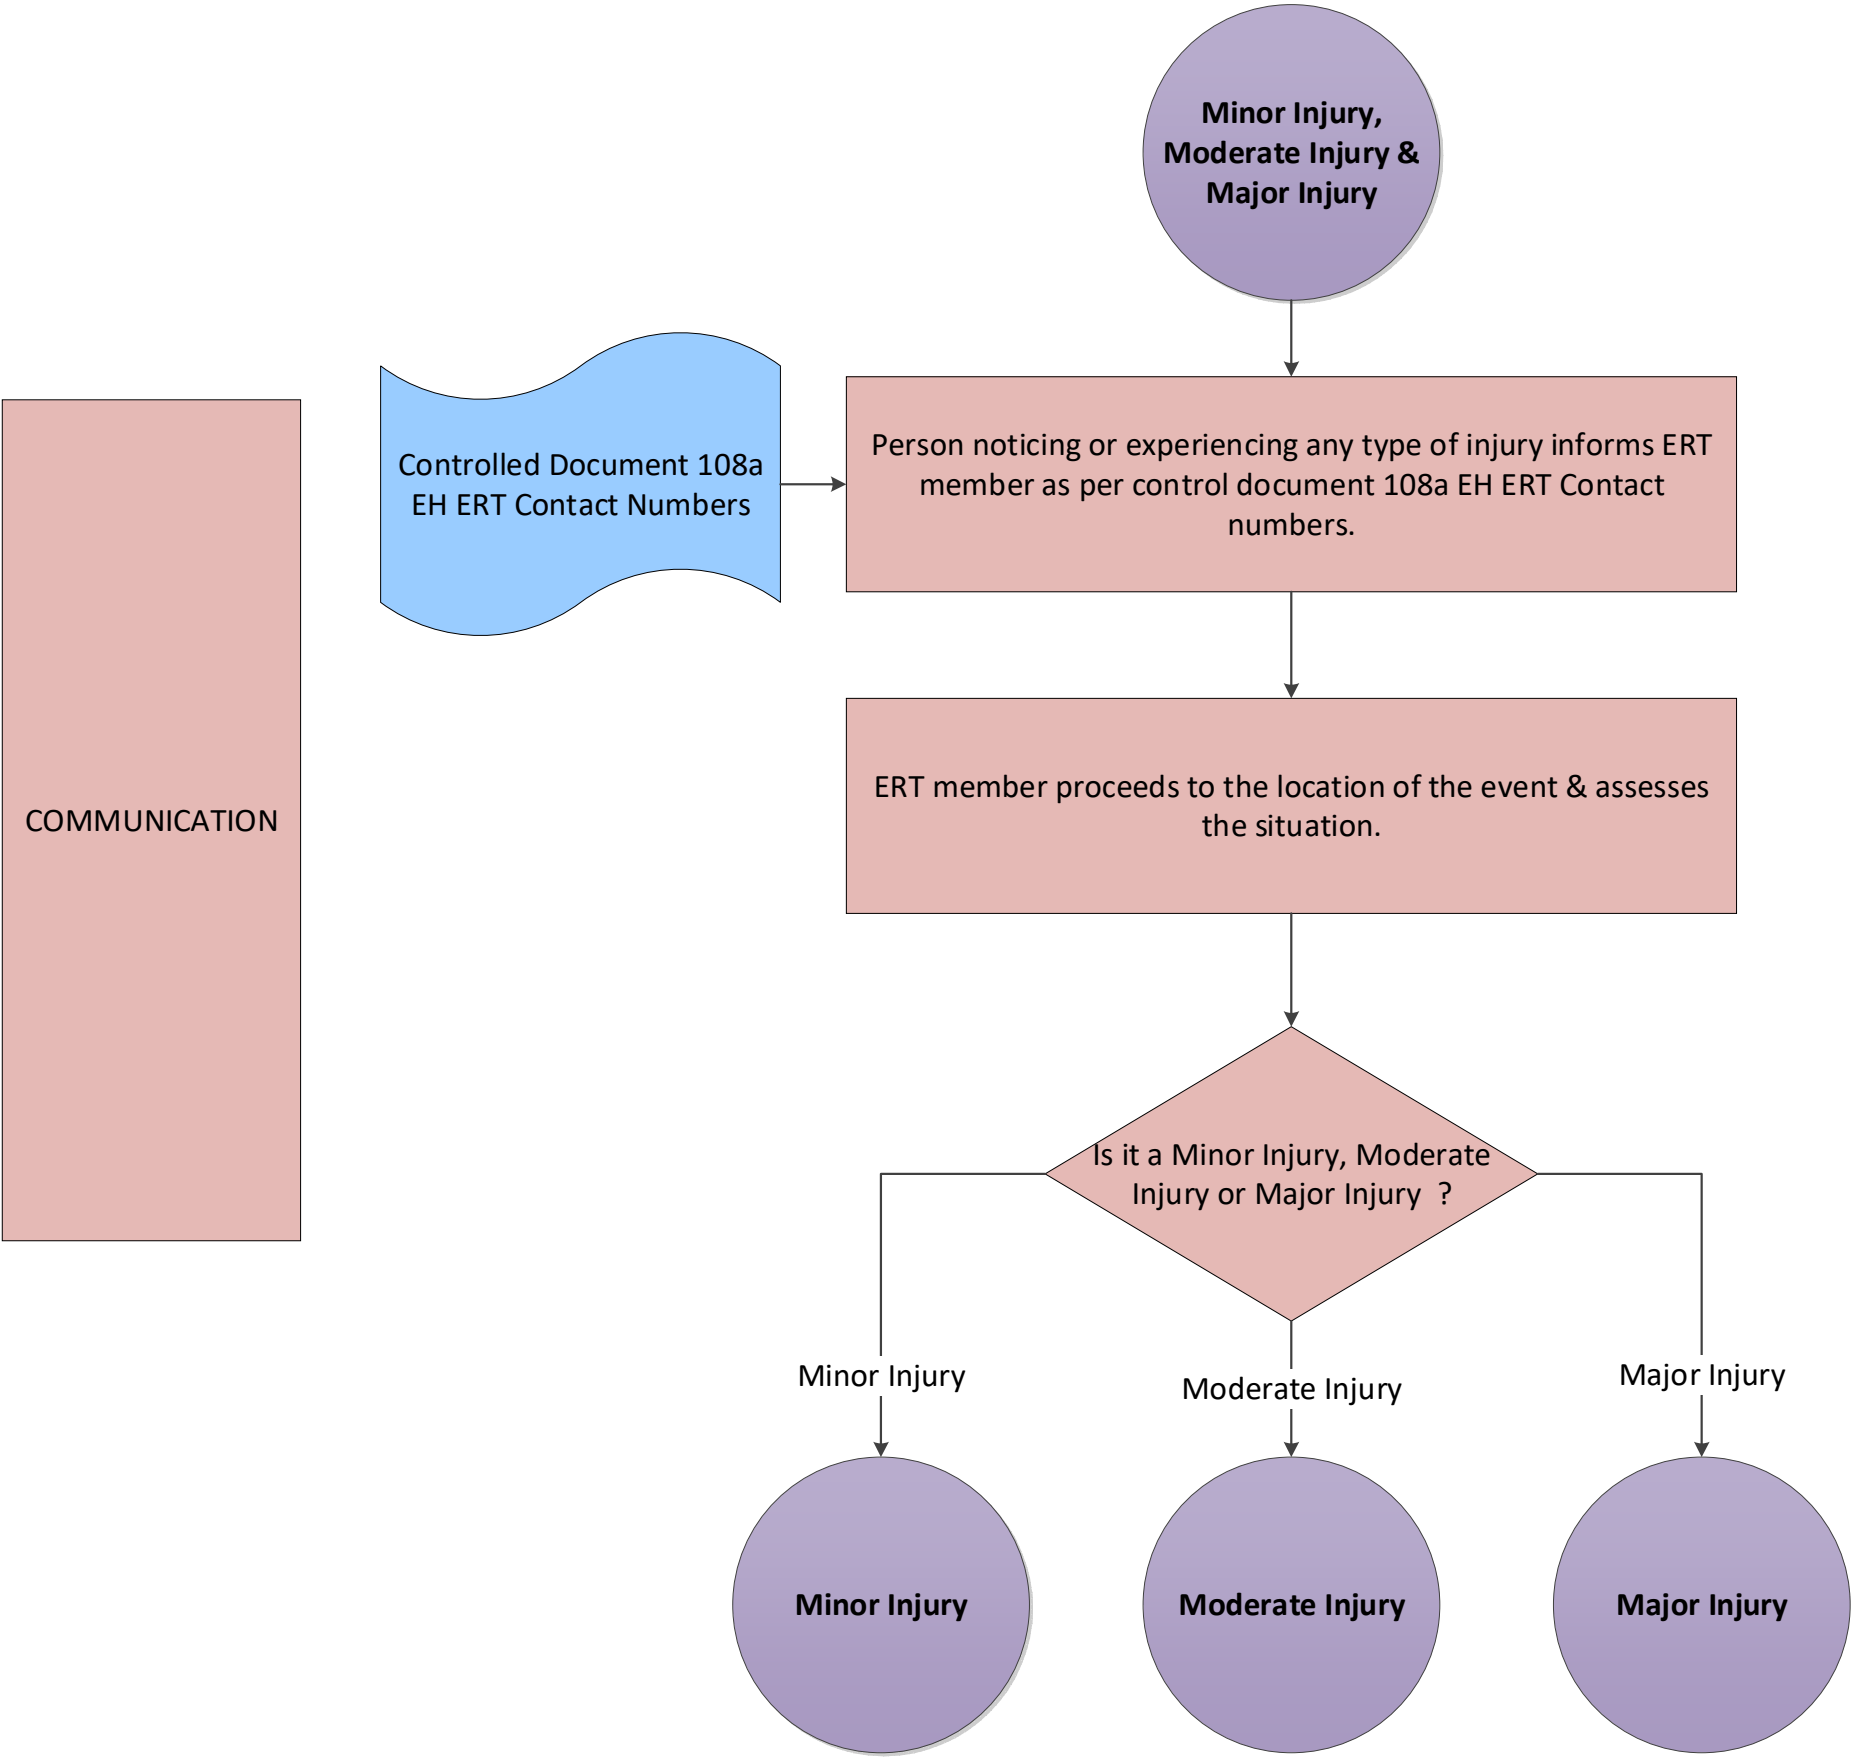 Minor Injury,
Moderate Injury &
Major Injury
Controlled Document 108a
EH ERT Contact Numbers
Person noticing or experiencing any type of injury informs ERT
member as per control document 108a EH ERT Contact
numbers.
COMMUNICATION
ERT member proceeds to the location of the event & assesses
the situation.
Is it a Minor Injury, Moderate
Injury or Major Injury  ?
Minor Injury
Moderate Injury
Major Injury
Minor Injury
Moderate Injury
Major Injury